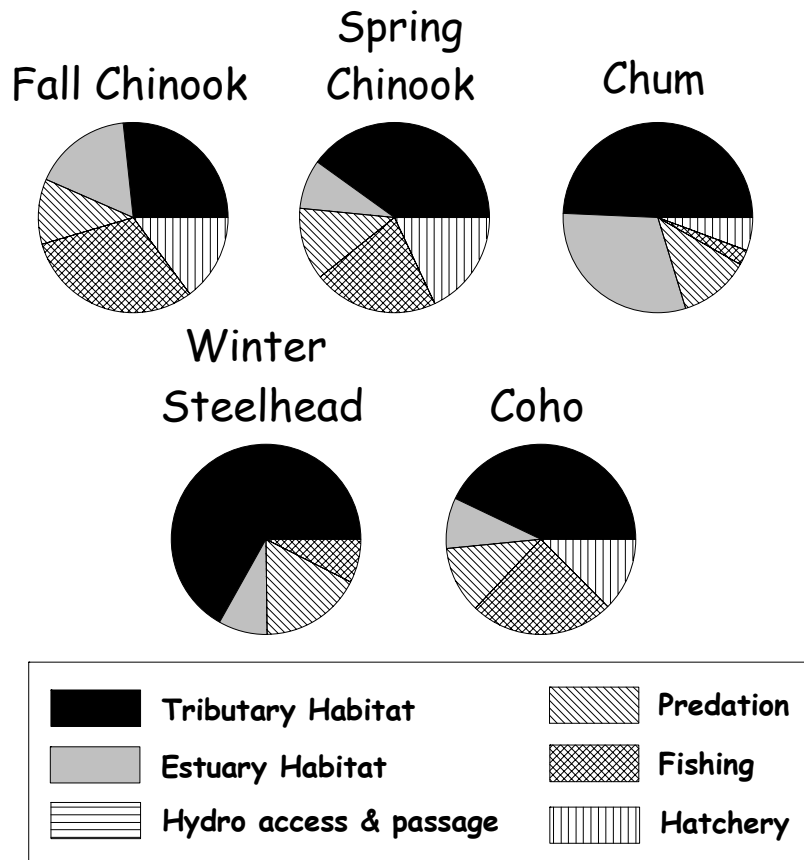 Fall Chinook
Spring
Chinook
Chum
Winter
Steelhead
Coho
Tributary Habitat
Estuary Habitat
Hydro access & passage
Predation
Fishing
Hatchery